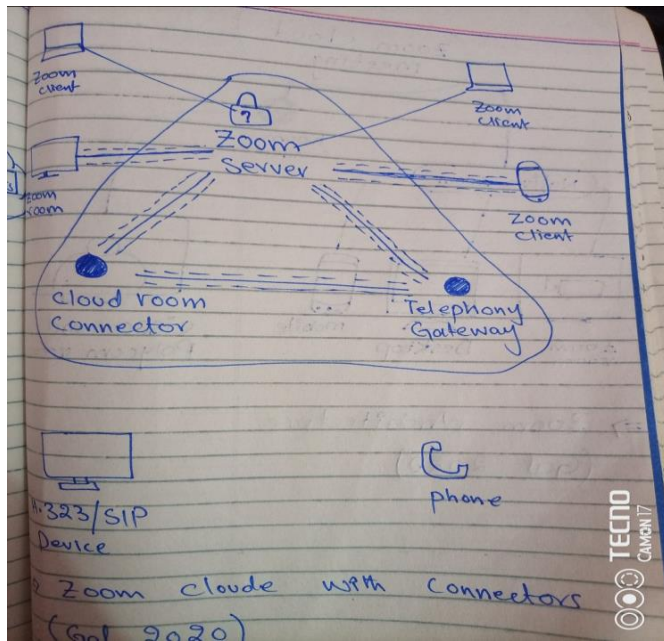 Zoom
client
Zoom
client
?
Zoom
Server
Zoom
room
Zoom
client
Cloud room
Connector
Telephony
Gateway
H.323/SIP
Device
phone
Zoom cloude with connectors
2020)
TECNO
CAMON 17